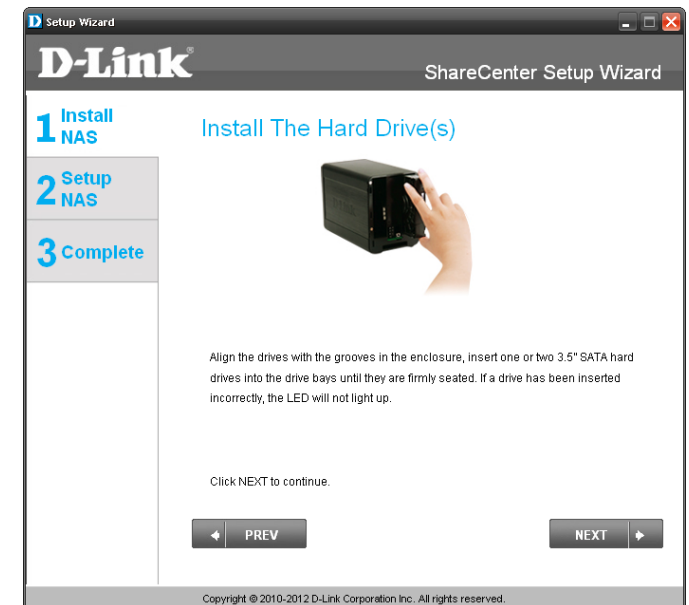 Setup Wizard
D-Link®
ShareCenter Setup Wizard
1 Install
NAS
2 Setup
NAS
3 Complete
Install The Hard Drive(s)
Align the drives with the grooves in the enclosure, insert one or two 3.5" SATA hard
drives into the drive bays until they are firmly seated. If a drive has been inserted
incorrectly, the LED will not light up.
Click NEXT to continue.
PREV
NEXT
Copyright © 2010-2012 D-Link Corporation Inc. All rights reserved.